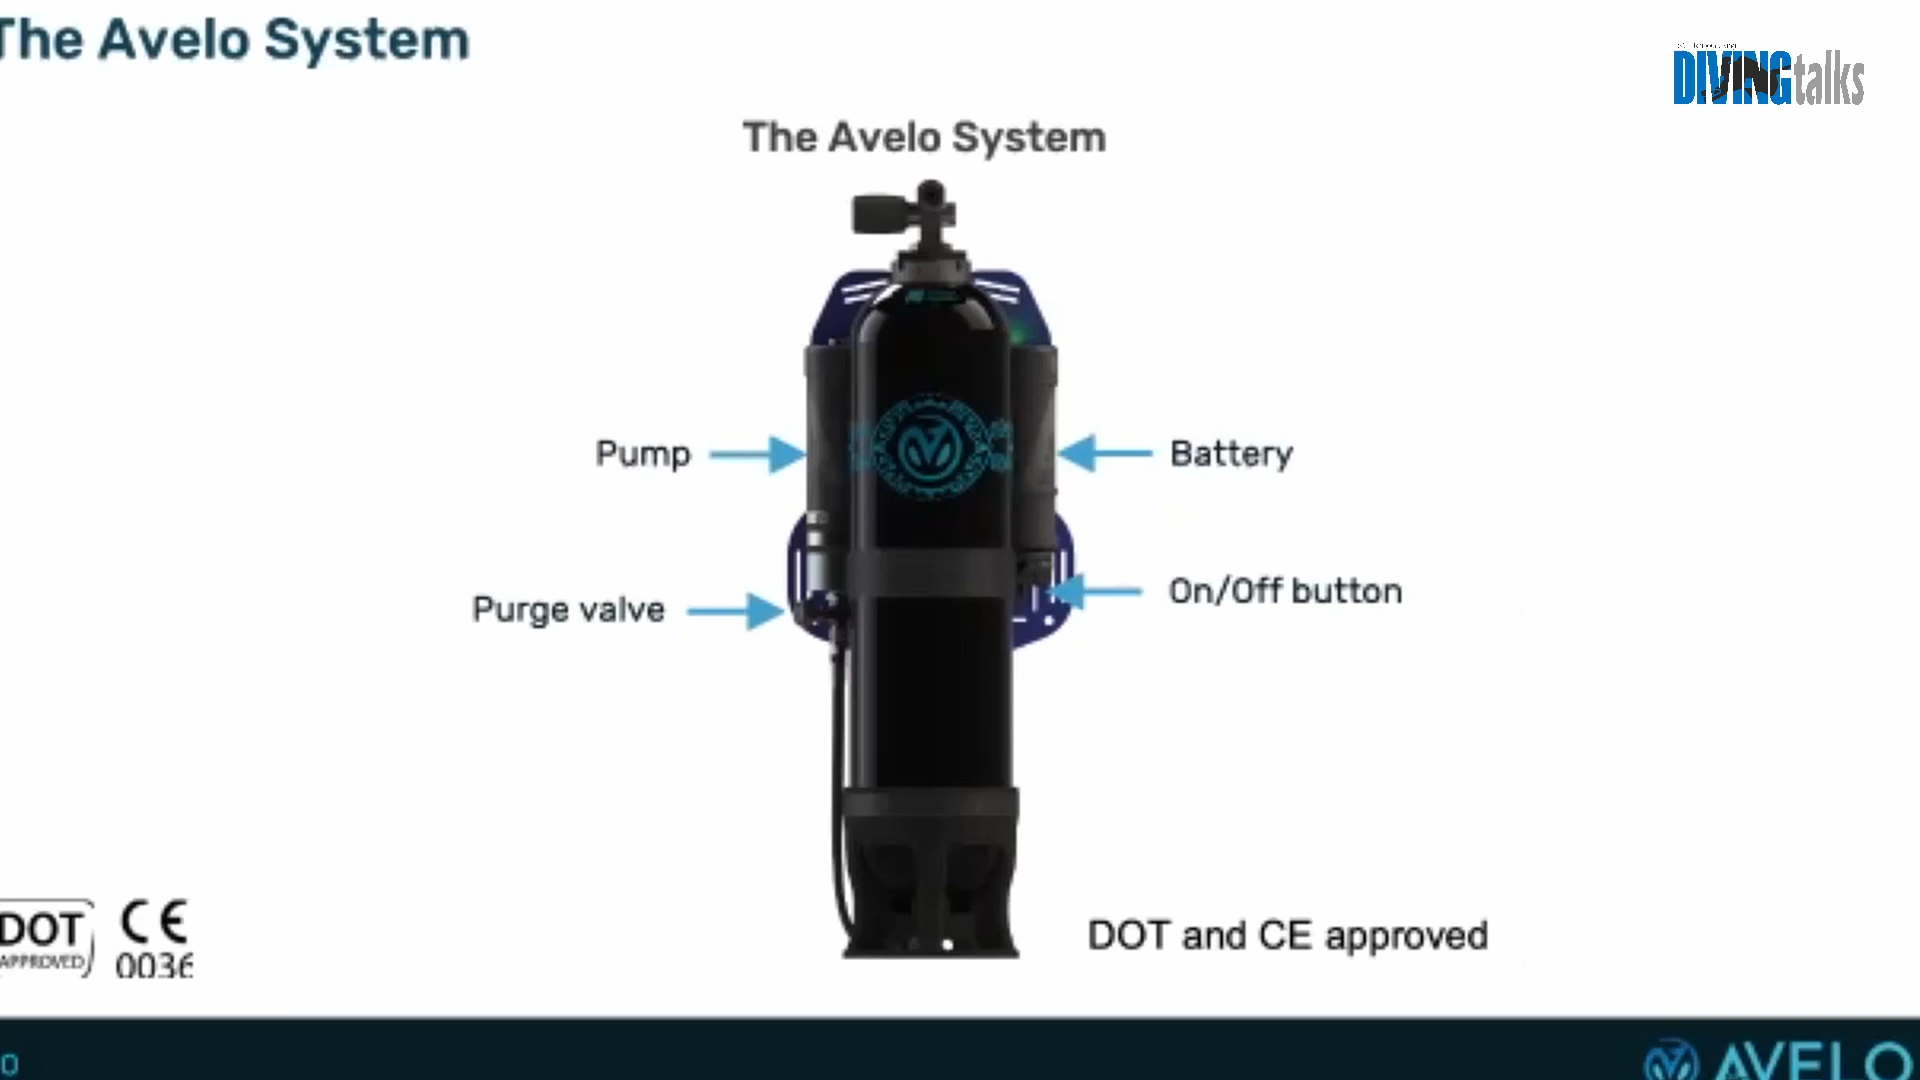 The Avelo System
DIVINGtalks
The Avelo System
Pump
Battery
Purge valve
On/Off button
DOT
APPROVED
CE
0036
DOT and CE approved
AVELO